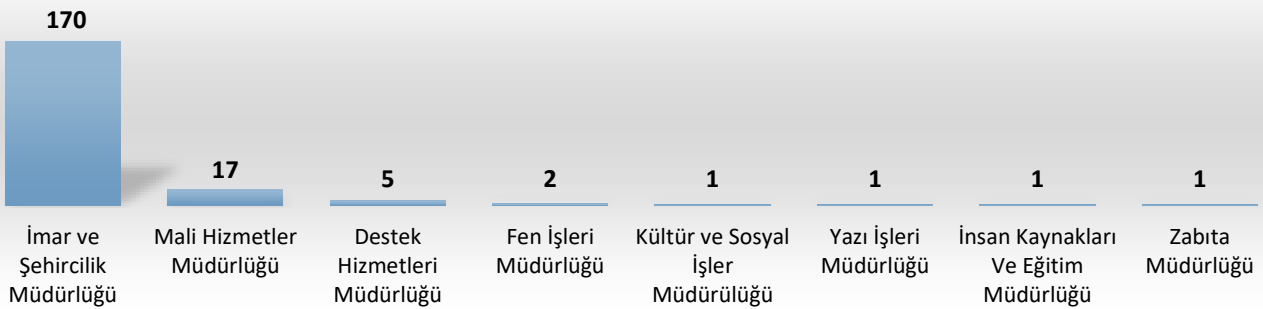 170
17
5
2
1
1
1
1
İmar ve
Şehircilik
Müdürlüğü
Mali Hizmetler
Müdürlüğü
Destek
Hizmetleri
Müdürlüğü
Fen İşleri
Müdürlüğü
Kültür ve Sosyal
İşler
Müdürülüğü
Yazı İşleri
Müdürlüğü
İnsan Kaynakları
Ve Eğitim
Müdürlüğü
Zabıta
Müdürlüğü